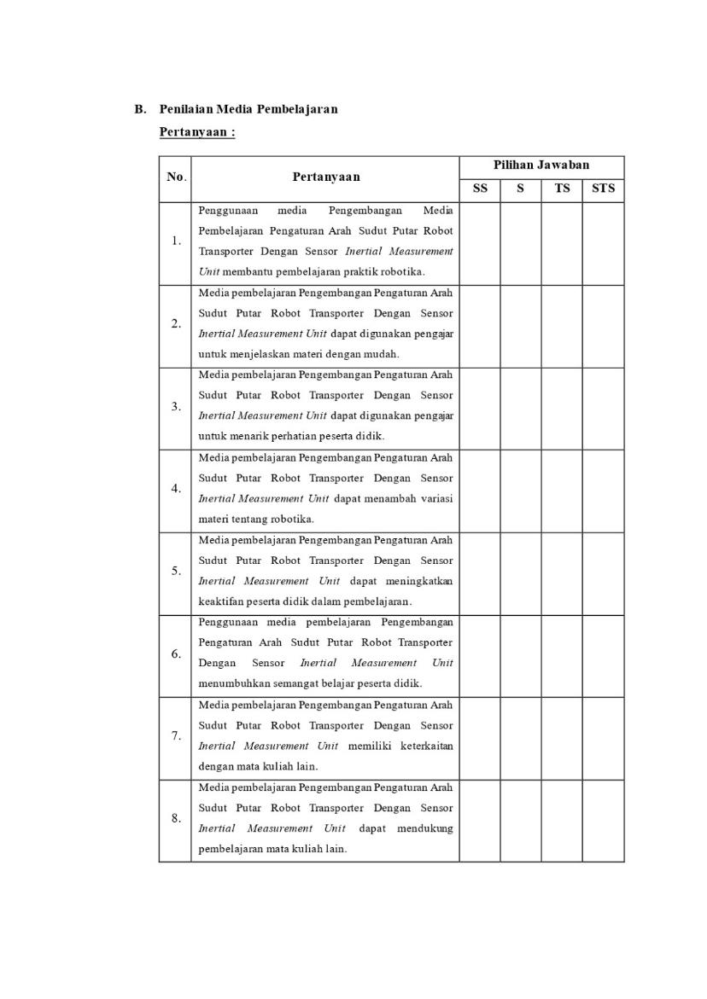 B. Penilaian Media Pembelajaran
Pertanyaan :
No. Pertanyaan Pilihan Jawaban
SS S TS STS
1. Penggunaan media Pengembangan Media
Pembelajaran Pengaturan Arah Sudut Putar Robot
Transporter Dengan Sensor Inertial Measurement
Unit membantu pembelajaran praktik robotika.
2. Media pembelajaran Pengembangan Pengaturan Arah
Sudut Putar Robot Transporter Dengan Sensor
Inertial Measurement Unit dapat digunakan pengajar
untuk menjelaskan materi dengan mudah.
3. Media pembelajaran Pengembangan Pengaturan Arah
Sudut Putar Robot Transporter Dengan Sensor
Inertial Measurement Unit dapat digunakan pengajar
untuk menarik perhatian peserta didik.
4. Media pembelajaran Pengembangan Pengaturan Arah
Sudut Putar Robot Transporter Dengan Sensor
Inertial Measurement Unit dapat menambah variasi
materi tentang robotika.
5. Media pembelajaran Pengembangan Pengaturan Arah
Sudut Putar Robot Transporter Dengan Sensor
Inertial Measurement Unit dapat meningkatkan
keaktifan peserta didik dalam pembelajaran.
6. Penggunaan media pembelajaran Pengembangan
Pengaturan Arah Sudut Putar Robot Transporter
Dengan Sensor Inertial Measurement Unit
menumbuhkan semangat belajar peserta didik.
7. Media pembelajaran Pengembangan Pengaturan Arah
Sudut Putar Robot Transporter Dengan Sensor
Inertial Measurement Unit memiliki keterkaitan
dengan mata kuliah lain.
8. Media pembelajaran Pengembangan Pengaturan Arah
Sudut Putar Robot Transporter Dengan Sensor
Inertial Measurement Unit dapat mendukung
pembelajaran mata kuliah lain.